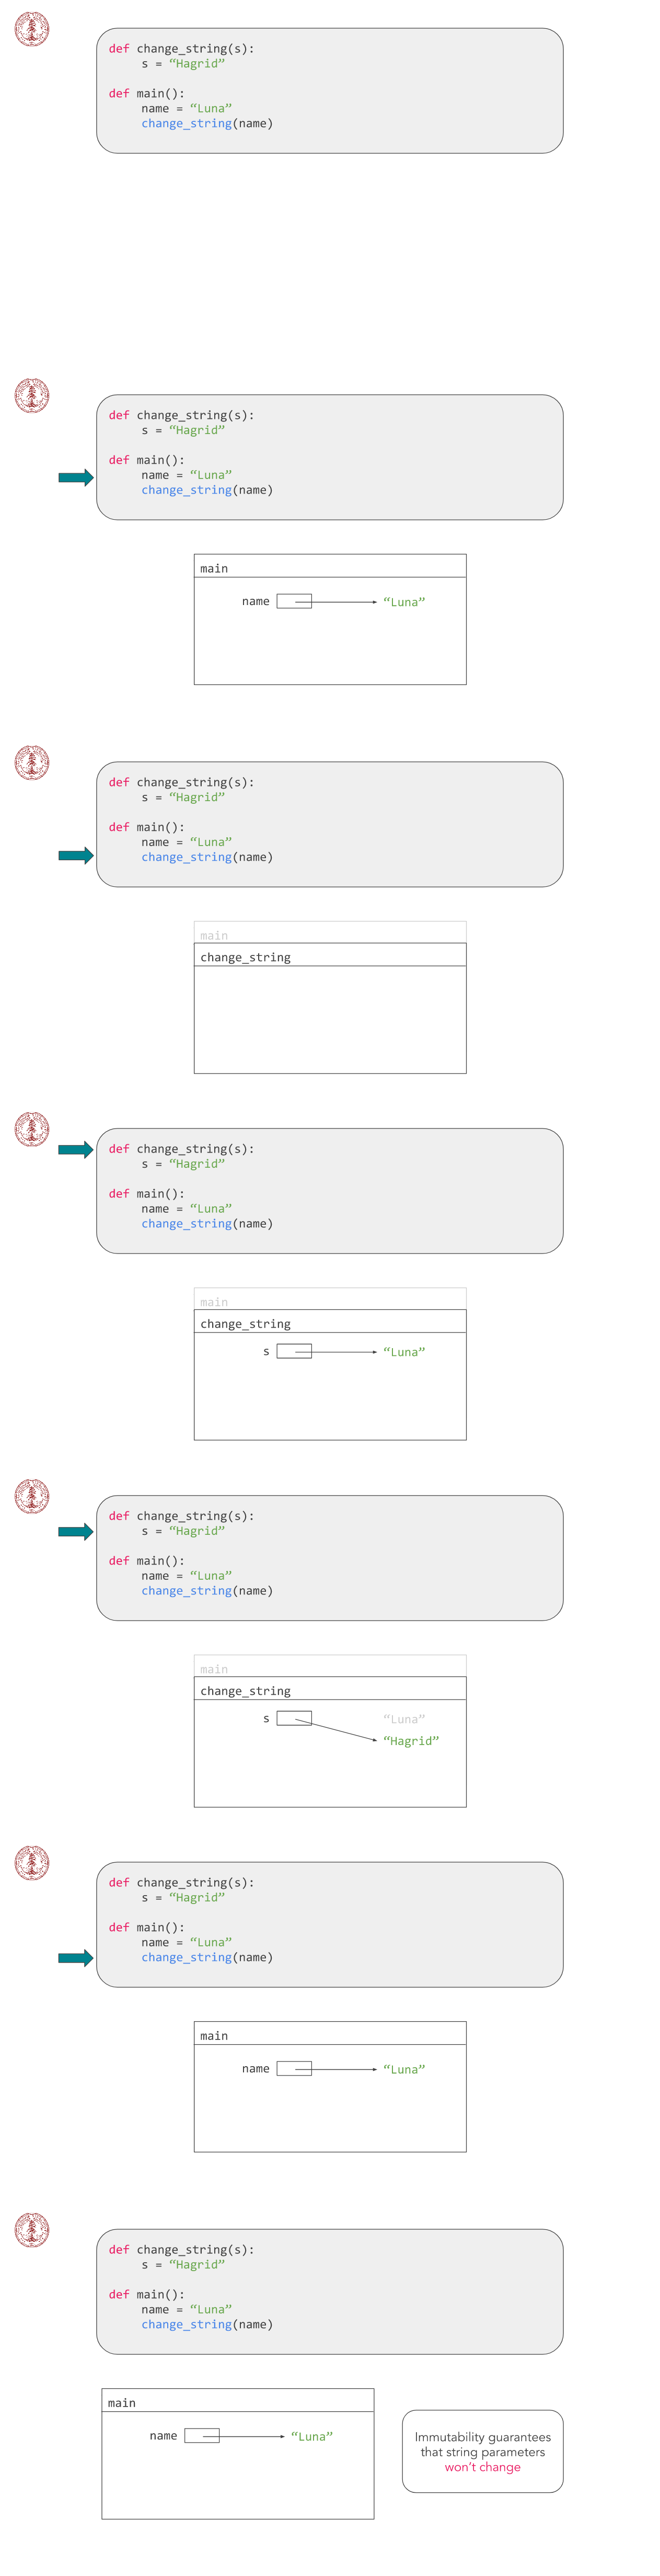 def change_string(s):
s = “Hagrid”
def main():
name = “Luna”
change_string(name)
def change_string(s):
s = “Hagrid”
def main():
name = “Luna”
change_string(name)
main
name “Luna”
def change_string(s):
s = “Hagrid”
def main():
name = “Luna”
change_string(name)
main
change_string
def change_string(s):
s = “Hagrid”
def main():
name = “Luna”
change_string(name)
main
change_string
s “Luna”
def change_string(s):
s = “Hagrid”
def main():
name = “Luna”
change_string(name)
main
change_string
s “Luna”
“Hagrid”
def change_string(s):
s = “Hagrid”
def main():
name = “Luna”
change_string(name)
main
name “Luna”
def change_string(s):
s = “Hagrid”
def main():
name = “Luna”
change_string(name)
main
name “Luna”
Immutability guarantees
that string parameters
won’t change